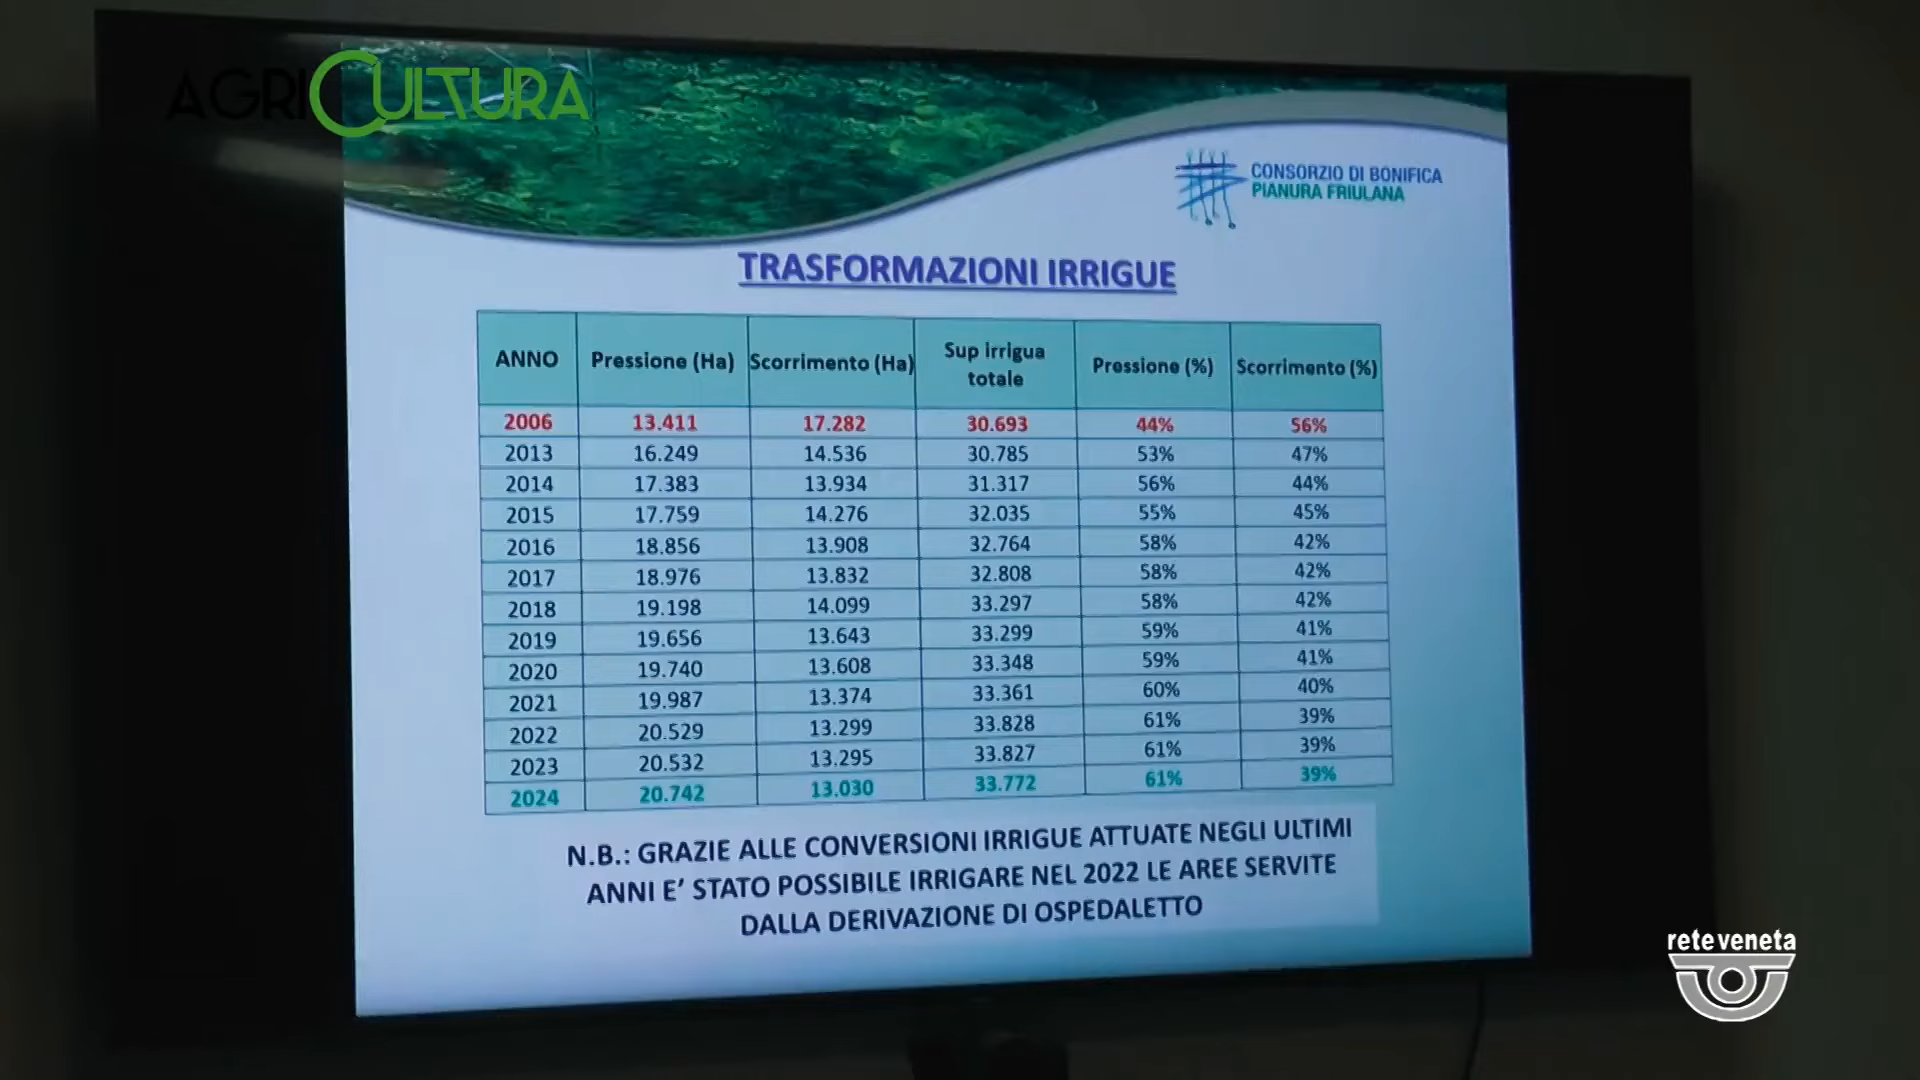 AGRICULTURA
CONSORZIO DI BONIFICA
PIANURA FRIULANA
TRASFORMAZIONI IRRIGUE
ANNO Pressione (Ha) Scorrimento (Ha) Sup irrigua totale Pressione (%) Scorrimento (%)
2006 13.411 17.282 30.693 44% 56%
2013 16.249 14.536 30.785 53% 47%
2014 17.383 13.934 31.317 56% 44%
2015 17.759 14.276 32.035 55% 45%
2016 18.856 13.908 32.764 58% 42%
2017 18.976 13.832 32.808 58% 42%
2018 19.198 14.099 33.297 58% 42%
2019 19.656 13.643 33.299 59% 41%
2020 19.740 13.608 33.348 59% 41%
2021 19.987 13.374 33.361 60% 40%
2022 20.529 13.299 33.828 61% 39%
2023 20.532 13.295 33.827 61% 39%
2024 20.742 13.030 33.772 61% 39%
N.B.: GRAZIE ALLE CONVERSIONI IRRIGUE ATTUATE NEGLI ULTIMI
ANNI E' STATO POSSIBILE IRRIGARE NEL 2022 LE AREE SERVITE
DALLA DERIVAZIONE DI OSPEDALETTO
reteveneta